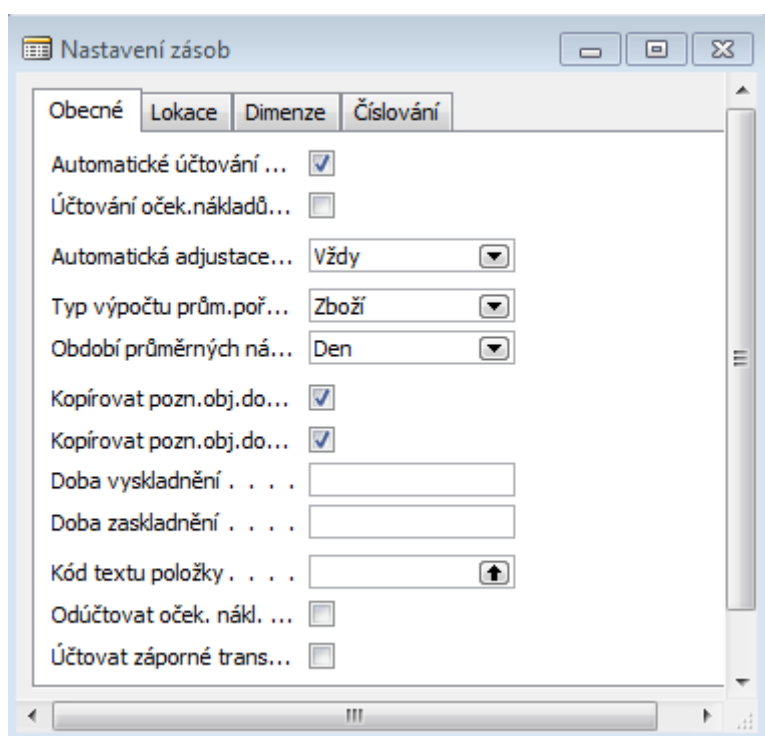 Nastavení zásob
Obecné Lokace Dimenze Číslování
Automatické účtování ...
Účtování oček.nákladů...
Automatická adjustace... Vždy
Typ výpočtu prům.poř... Zboží
Období průměrných ná... Den
Kopírovat pozn.obj.do...
Kopírovat pozn.obj.do...
Doba vyskladnění . . . .
Doba zaskladnění . . . .
Kód textu položky . . . .
Odúčtovat oček. nákl. ...
Účtovat záporné trans...